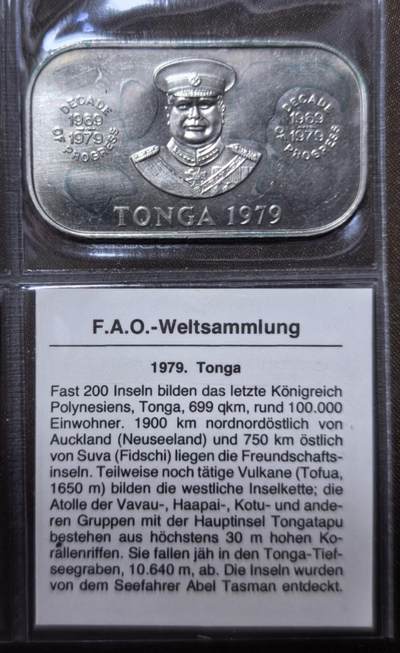 DECADE
1969
1979
OF PROGRESS
DECADE
1969
1979
OF PROGRESS
TONGA 1979
F.A.O.-Weltsammlung
1979. Tonga
Fast 200 Inseln bilden das letzte Königreich
Polynesiens, Tonga, 699 qkm, rund 100.000
Einwohner. 1900 km nordnordöstlich von
Auckland (Neuseeland) und 750 km östlich
von Suva (Fidschi) liegen die Freundschafts-
inseln. Teilweise noch tätige Vulkane (Tofua,
1650 m) bilden die westliche Inselkette; die
Atolle der Vavau-, Haapai-, Kotu- und ande-
ren Gruppen mit der Hauptinsel Tongatapu
bestehen aus höchstens 30 m hohen Ko-
rallenriffen. Sie fallen jäh in den Tonga-Tief-
seegraben, 10.640 m, ab. Die Inseln wurden
von dem Seefahrer Abel Tasman entdeckt.